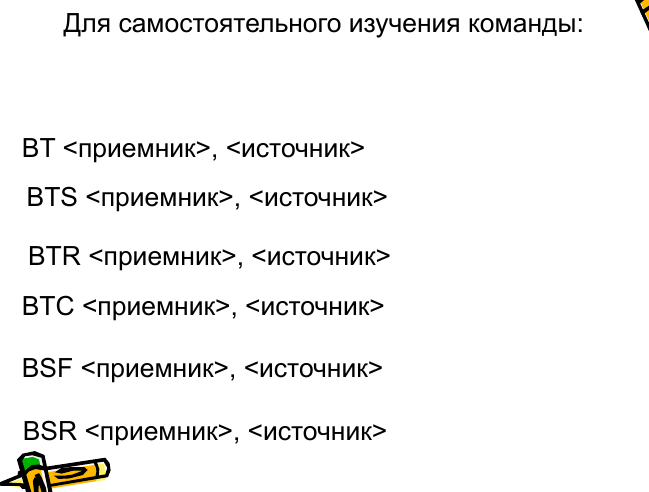 Для самостоятельного изучения команды:
BT <приемник>, <источник>
BTS <приемник>, <источник>
BTR <приемник>, <источник>
BTC <приемник>, <источник>
BSF <приемник>, <источник>
BSR <приемник>, <источник>